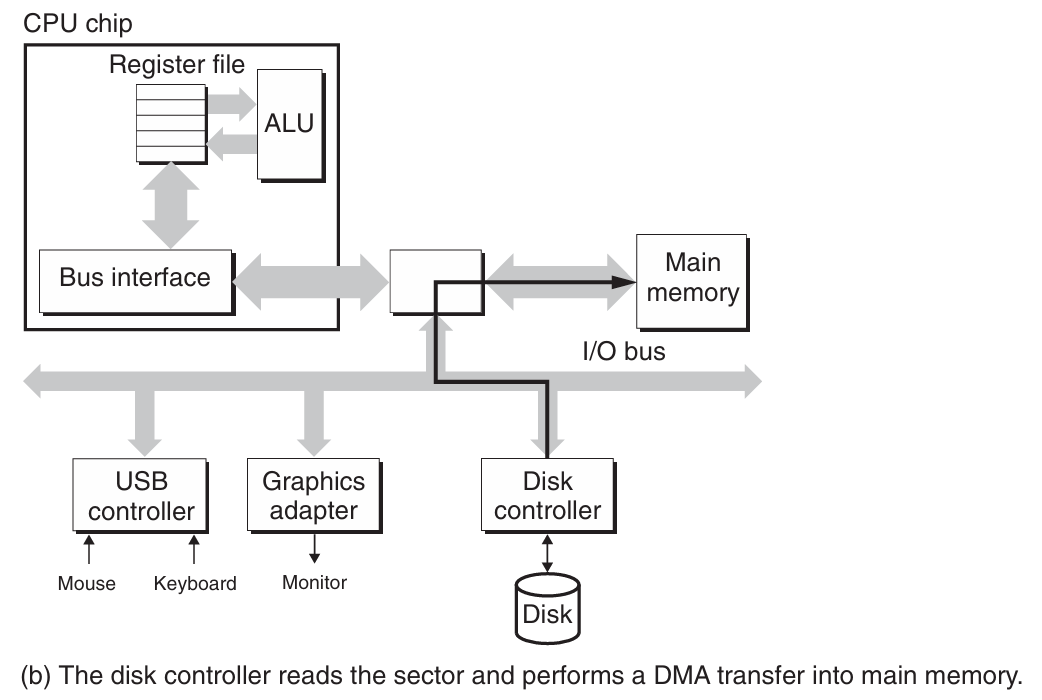 CPU chip
Register file
ALU
Bus interface
Main
memory
I/O bus
USB
controller
Graphics
adapter
Disk
controller
Mouse
Keyboard
Monitor
Disk
(b) The disk controller reads the sector and performs a DMA transfer into main memory.